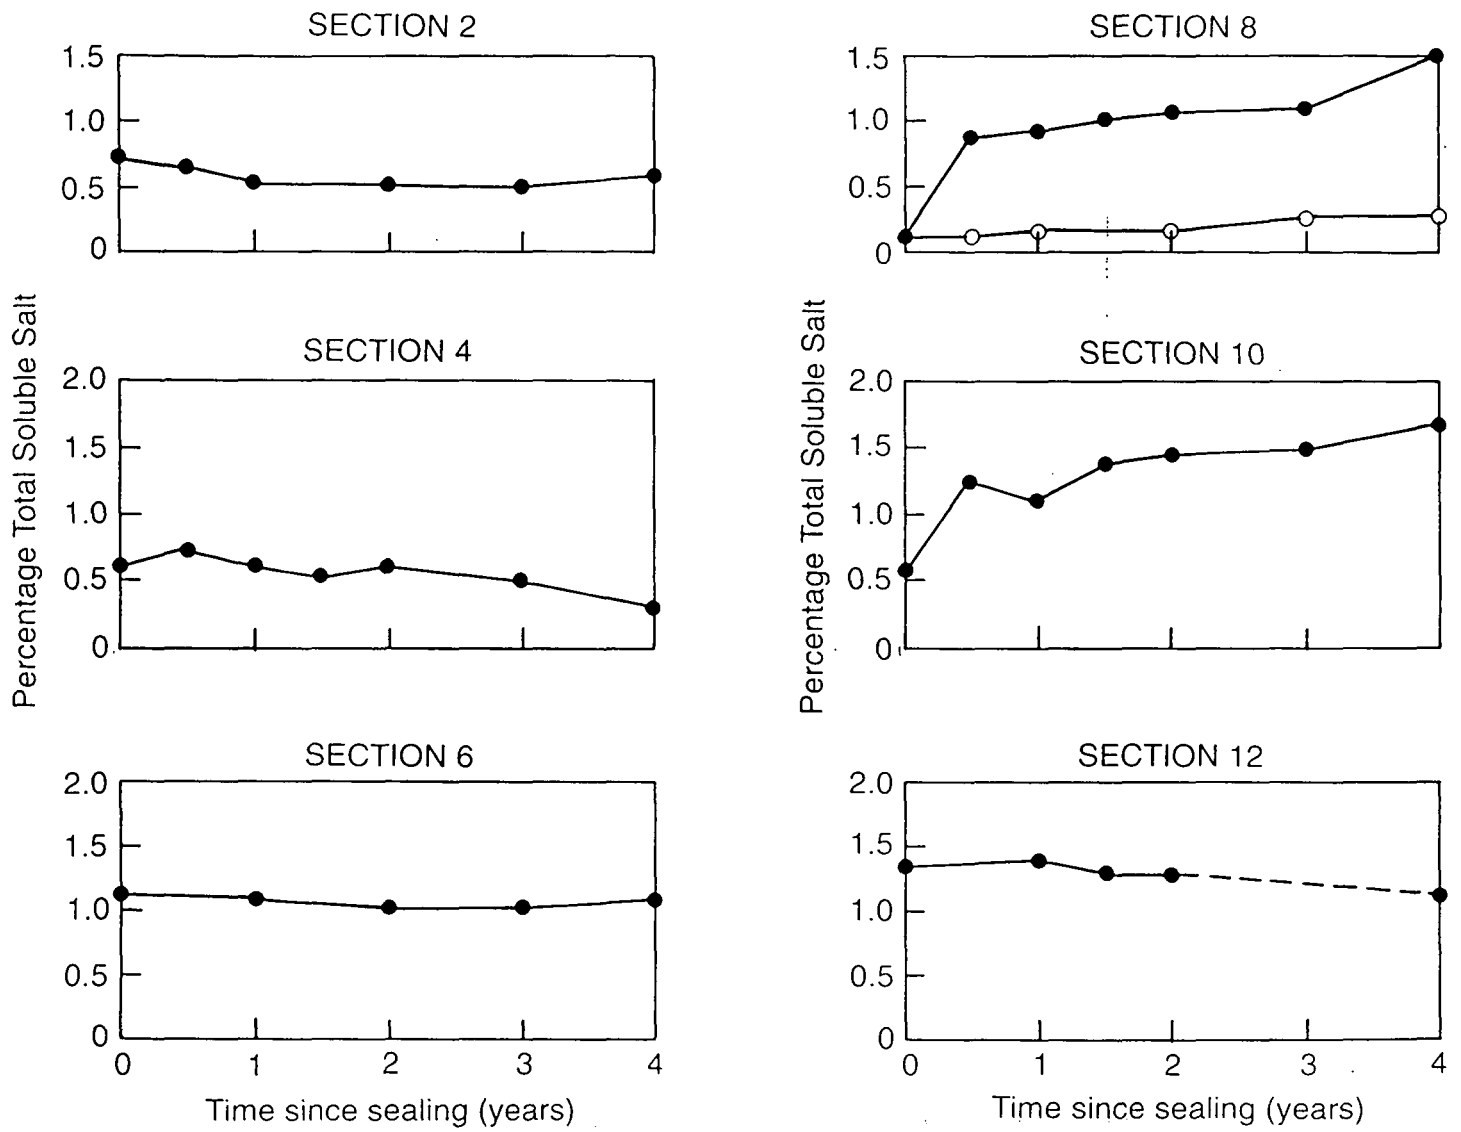 SECTION 2
1.5
1.0
0.5
0
SECTION 4
2.0
1.5
1.0
0.5
0
Percentage Total Soluble Salt
SECTION 6
2.0
1.5
1.0
0.5
0
0 1 2 3 4
Time since sealing (years)
SECTION 8
1.5
1.0
0.5
0
SECTION 10
2.0
1.5
1.0
0.5
0
Percentage Total Soluble Salt
SECTION 12
2.0
1.5
1.0
0.5
0
0 1 2 3 4
Time since sealing (years)